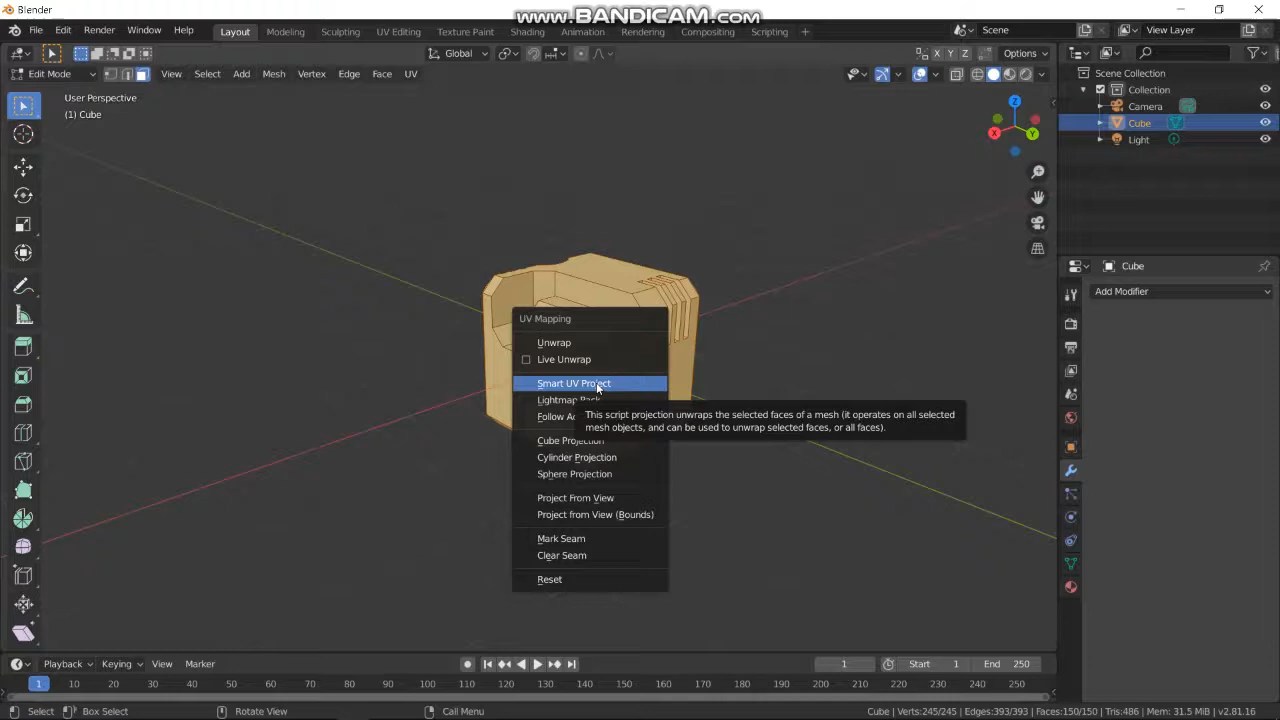 Blender
www.BANDICAM.com
File Edit Render Window Help
Layout Modeling Sculpting UV Editing Texture Paint Shading Animation Rendering Compositing Scripting
Scene
View Layer
Global
X Y Z
Options
Edit Mode
View Select Add Mesh Vertex Edge Face UV
User Perspective
(1) Cube
Z
X
Y
Scene Collection
Collection
Camera
Cube
Light
Cube
Add Modifier
UV Mapping
Unwrap
Live Unwrap
Smart UV Project
Lightmap Pack
This script projection unwraps the selected faces of a mesh (it operates on all selected
Follow Ac
mesh objects, and can be used to unwrap selected faces, or all faces).
Cube Projection
Cylinder Projection
Sphere Projection
Project From View
Project from View (Bounds)
Mark Seam
Clear Seam
Reset
Playback Keying View Marker
1
Start 1
End 250
1 10 20 30 40 50 60 70 80 90 100 110 120 130 140 150 160 170 180 190 200 210 220 230 240 250
Select Box Select Rotate View Call Menu
Cube | Verts:245/245 | Edges:393/393 | Faces:150/150 | Tris:486 | Mem: 31.5 MiB | v2.81.16